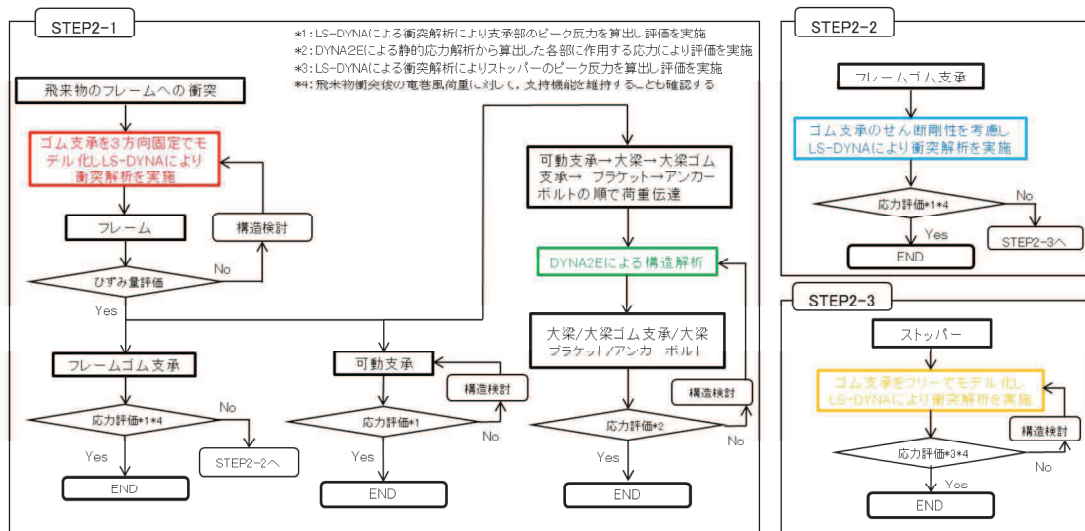 STEP2-1
*1:LS-DYNAによる衝突解析により支承部のピーク反力を算出し評価を実施
*2:DYNA2Eによる静的応力解析から算出した各部に作用する応力により評価を実施
*3:LS-DYNAによる衝突解析によりストッパーのピーク反力を算出し評価を実施
*4:飛来物衝突後の竜巻風荷重に対して,支持機能を維持することも確認する
飛来物のフレームへの衝突
ゴム支承を3方向固定でモ
デル化しLS-DYNAにより
衝突解析を実施
フレーム
構造検討
ひずみ量評価
No
Yes
フレームゴム支承
応力評価*1*4
No
Yes
STEP2-2へ
END
可動支承
構造検討
応力評価*1
No
Yes
END
可動支承→大梁→大梁ゴム
支承→ ブラケット→アンカー
ボルトの順で荷重伝達
DYNA2Eによる構造解析
大梁/大梁ゴム支承/大梁
ブラケット/アンカーボルト
構造検討
応力評価*2
No
Yes
END
STEP2-2
フレームゴム支承
ゴム支承のせん断剛性を考慮し
LS-DYNAにより衝突解析を実施
応力評価*1*4
No
Yes
STEP2-3へ
END
STEP2-3
ストッパー
ゴム支承をフリーでモデル化し
LS-DYNAにより衝突解析を実施
構造検討
応力評価*3*4
No
Yes
END